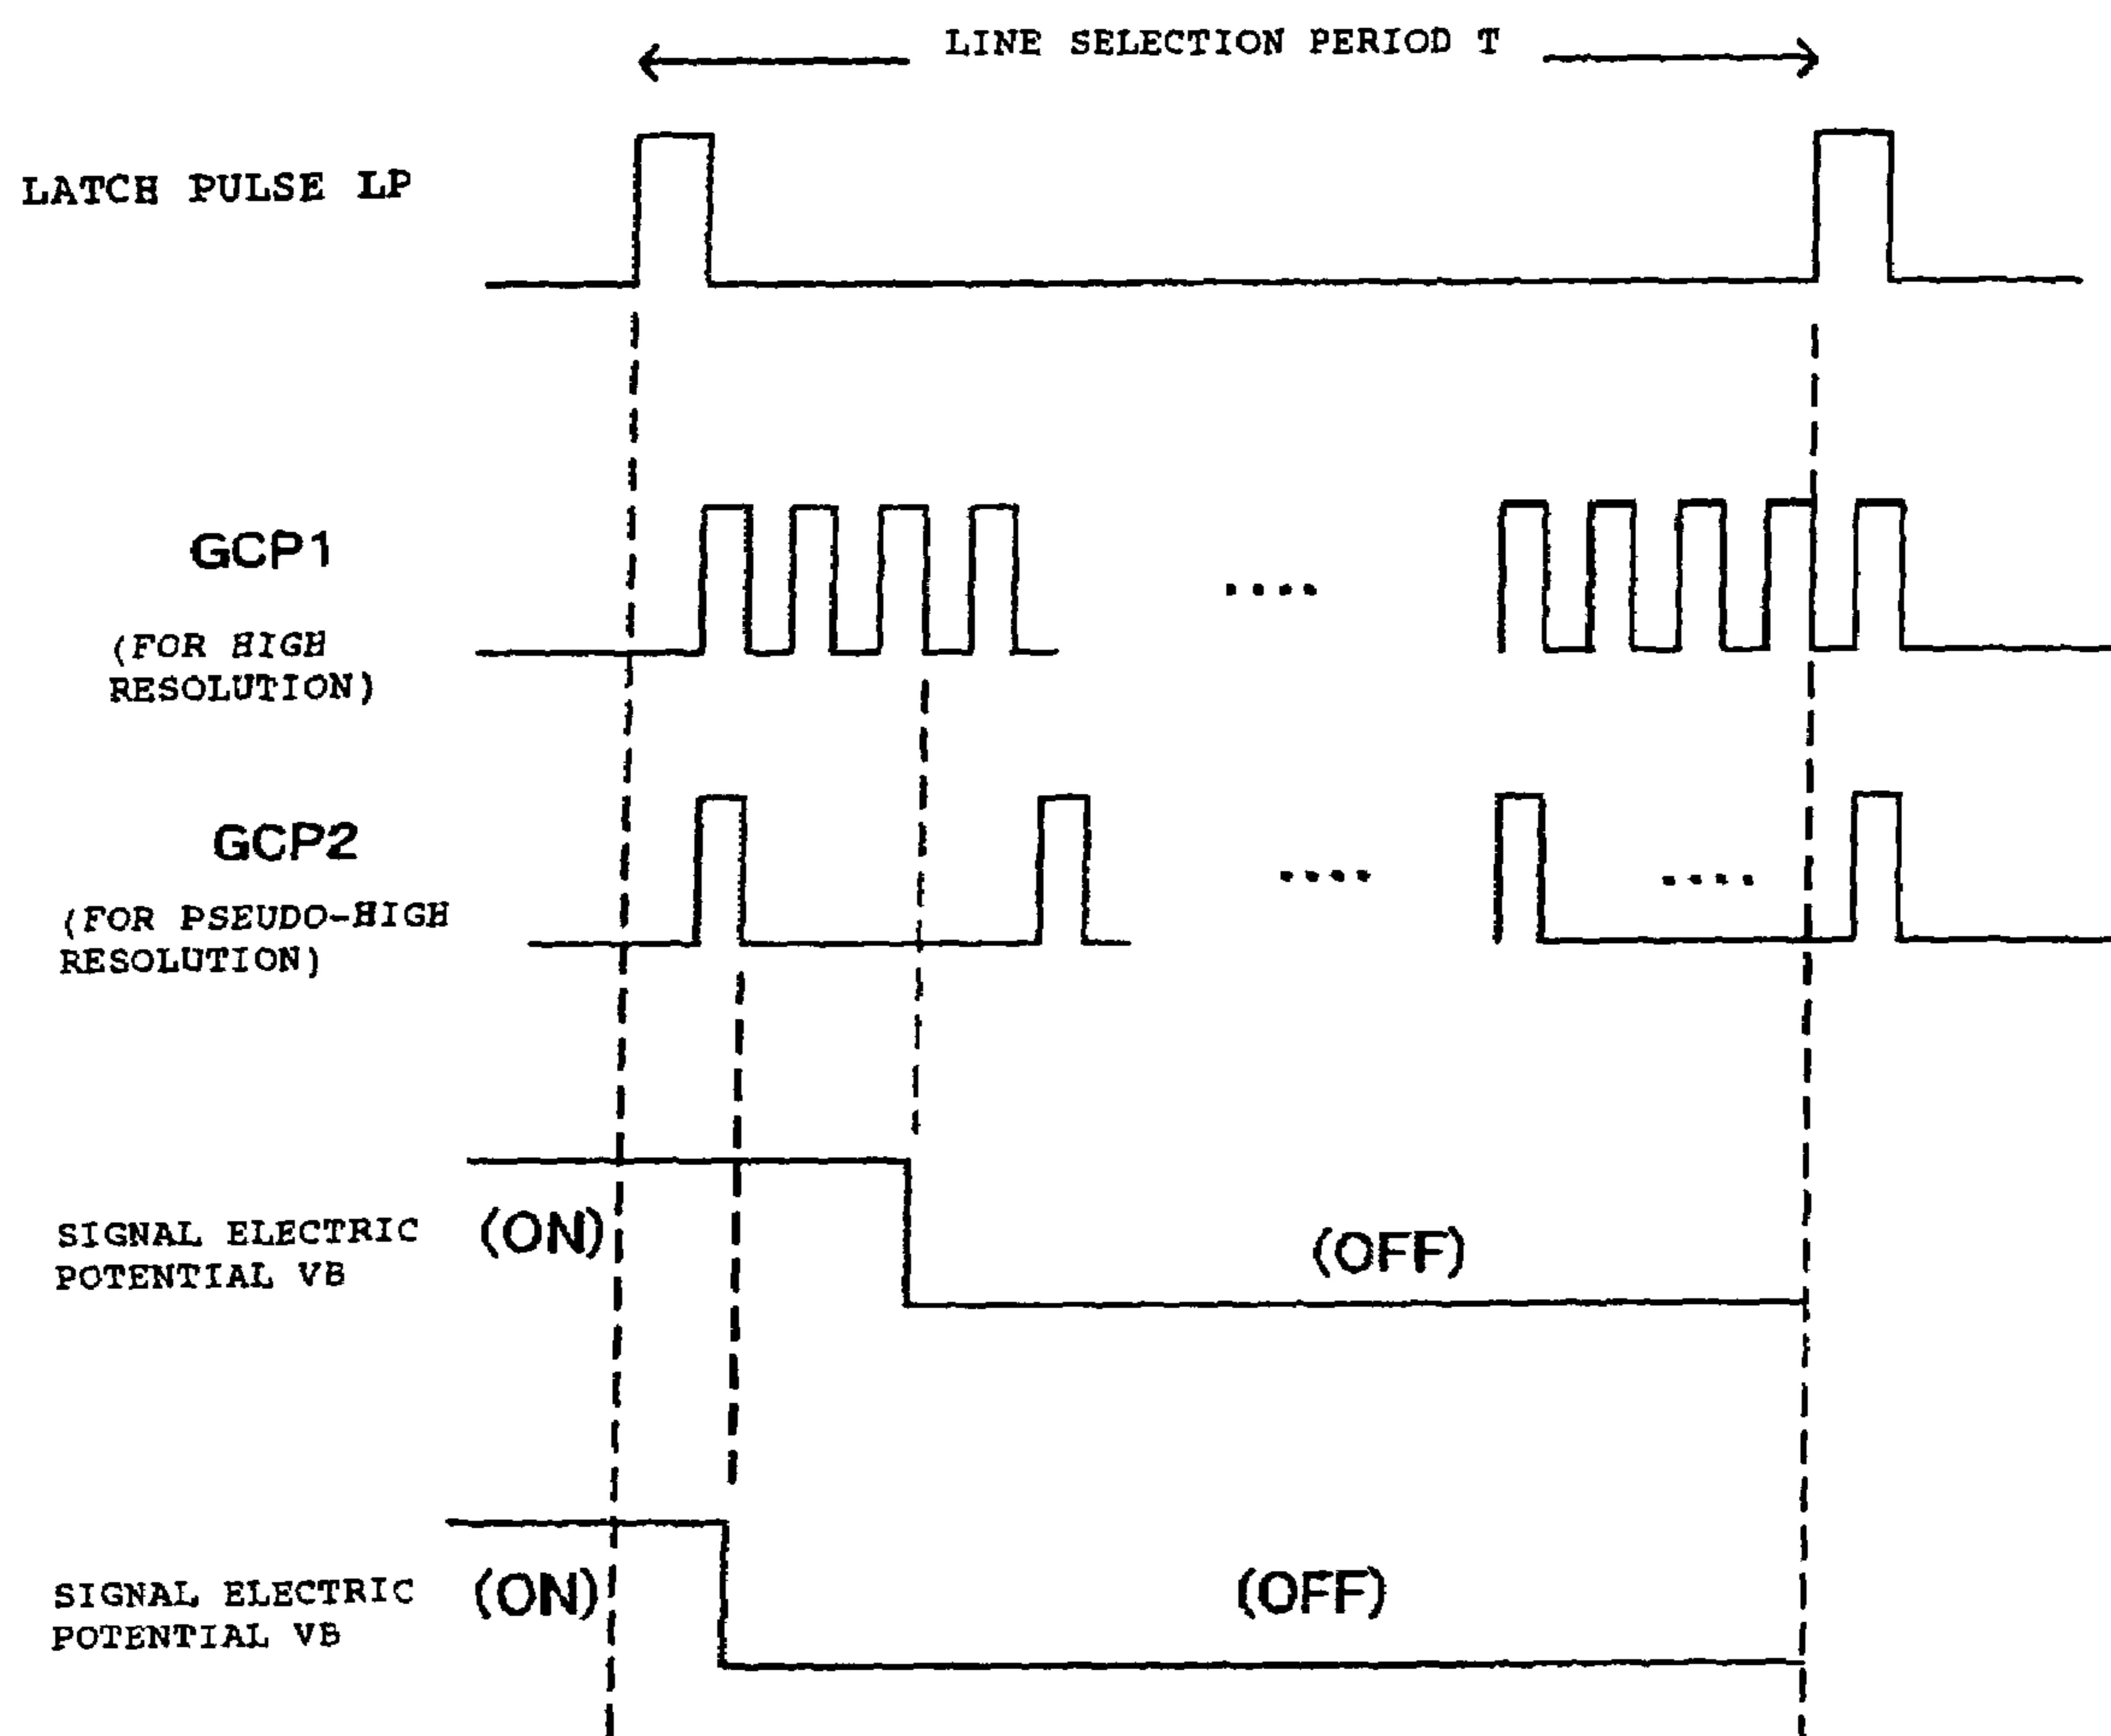 LINE SELECTION PERIOD T
LATCH PULSE LP
GCP1
(FOR HIGH
RESOLUTION)
....
GCP2
(FOR PSEUDO-HIGH
RESOLUTION)
....
....
SIGNAL ELECTRIC
POTENTIAL VB
(ON)
(OFF)
SIGNAL ELECTRIC
POTENTIAL VB
(ON)
(OFF)